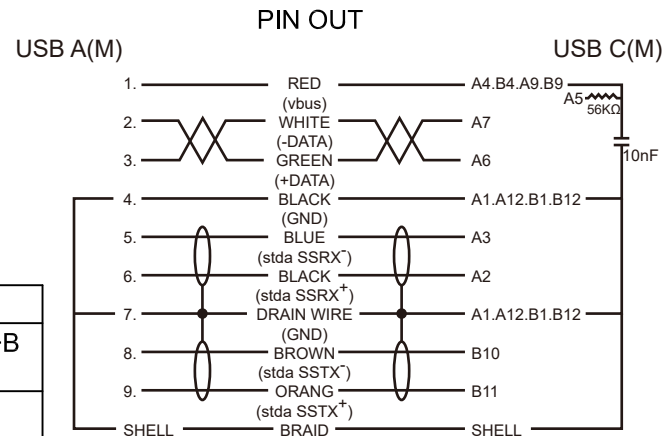 PIN OUT
USB A(M) USB C(M)
1. RED A4.B4.A9.B9
(vbus) A5 56KΩ
2. WHITE A7
(-DATA) 10nF
3. GREEN A6
(+DATA)
4. BLACK A1.A12.B1.B12
(GND)
5. BLUE A3
(stda SSRX-)
6. BLACK A2
(stda SSRX+)
7. DRAIN WIRE A1.A12.B1.B12
(GND)
B
8. BROWN B10
(stda SSTX-)
9. ORANG B11
(stda SSTX+)
SHELL BRAID SHELL